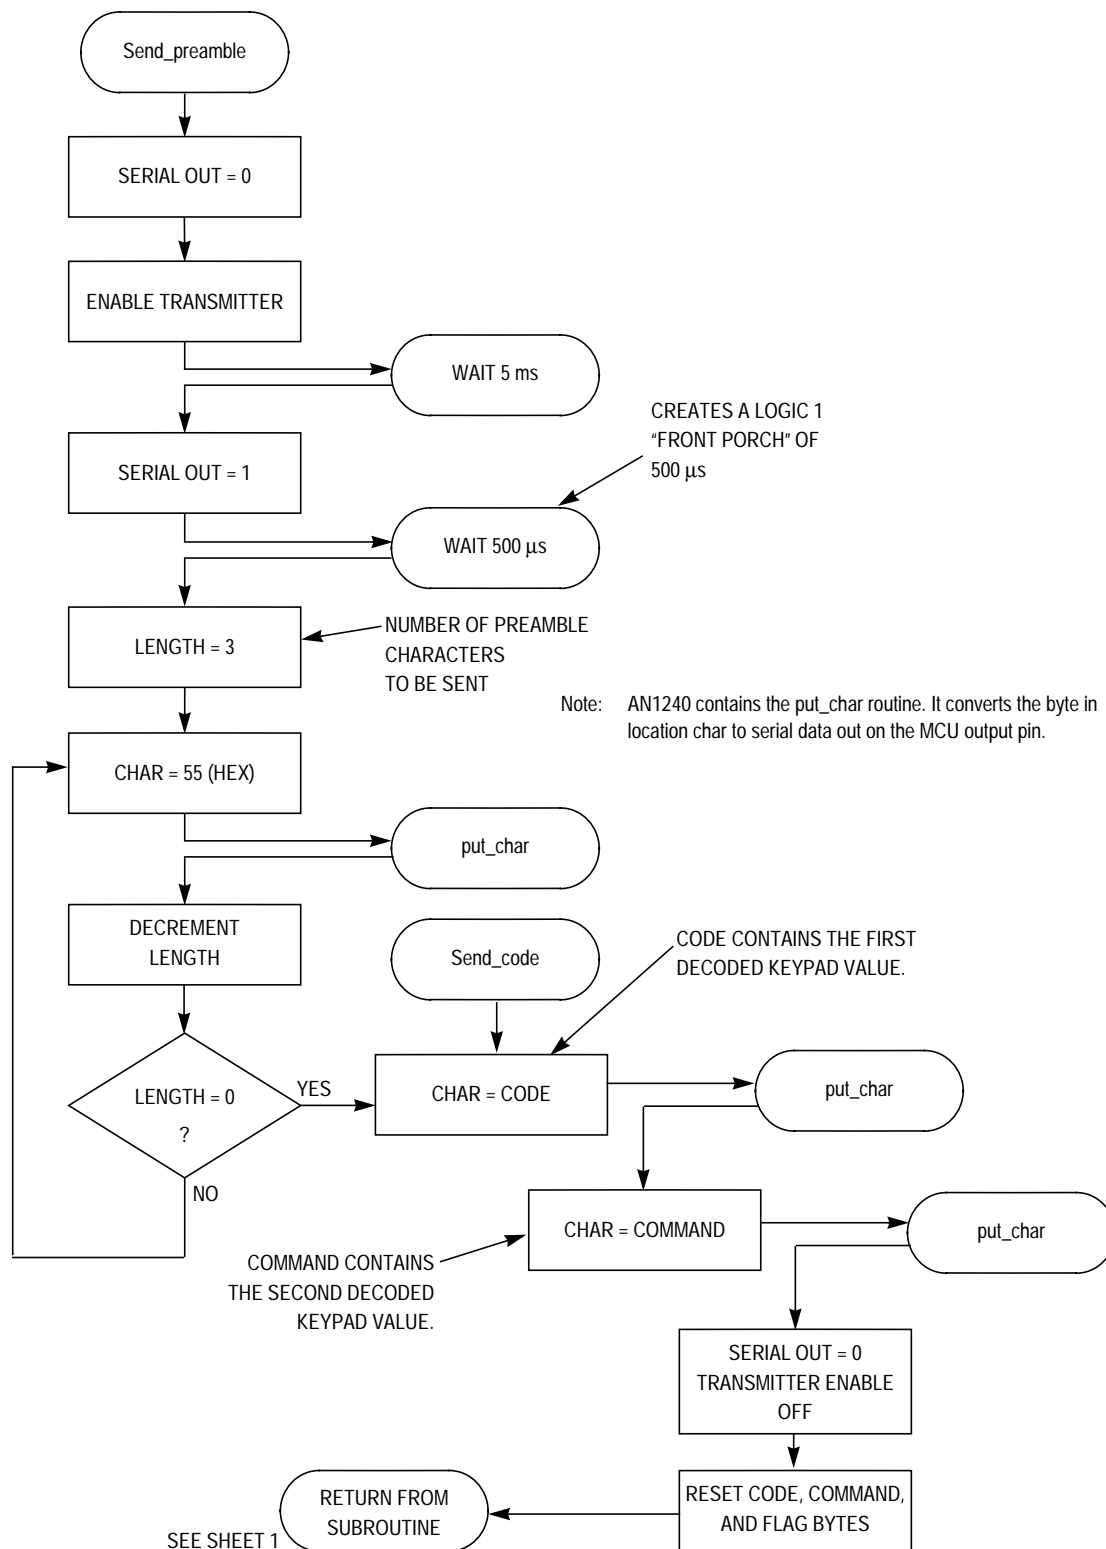 Send_preamble
SERIAL OUT = 0
ENABLE TRANSMITTER
WAIT 5 ms
CREATES A LOGIC 1
“FRONT PORCH” OF
500 µs
SERIAL OUT = 1
WAIT 500 µs
LENGTH = 3
NUMBER OF PREAMBLE
CHARACTERS
TO BE SENT
Note: AN1240 contains the put_char routine. It converts the byte in
location char to serial data out on the MCU output pin.
CHAR = 55 (HEX)
put_char
DECREMENT
LENGTH
Send_code
CODE CONTAINS THE FIRST
DECODED KEYPAD VALUE.
LENGTH = 0
?
YES
NO
CHAR = CODE
put_char
CHAR = COMMAND
put_char
COMMAND CONTAINS
THE SECOND DECODED
KEYPAD VALUE.
SERIAL OUT = 0
TRANSMITTER ENABLE
OFF
RESET CODE, COMMAND,
AND FLAG BYTES
RETURN FROM
SUBROUTINE
SEE SHEET 1